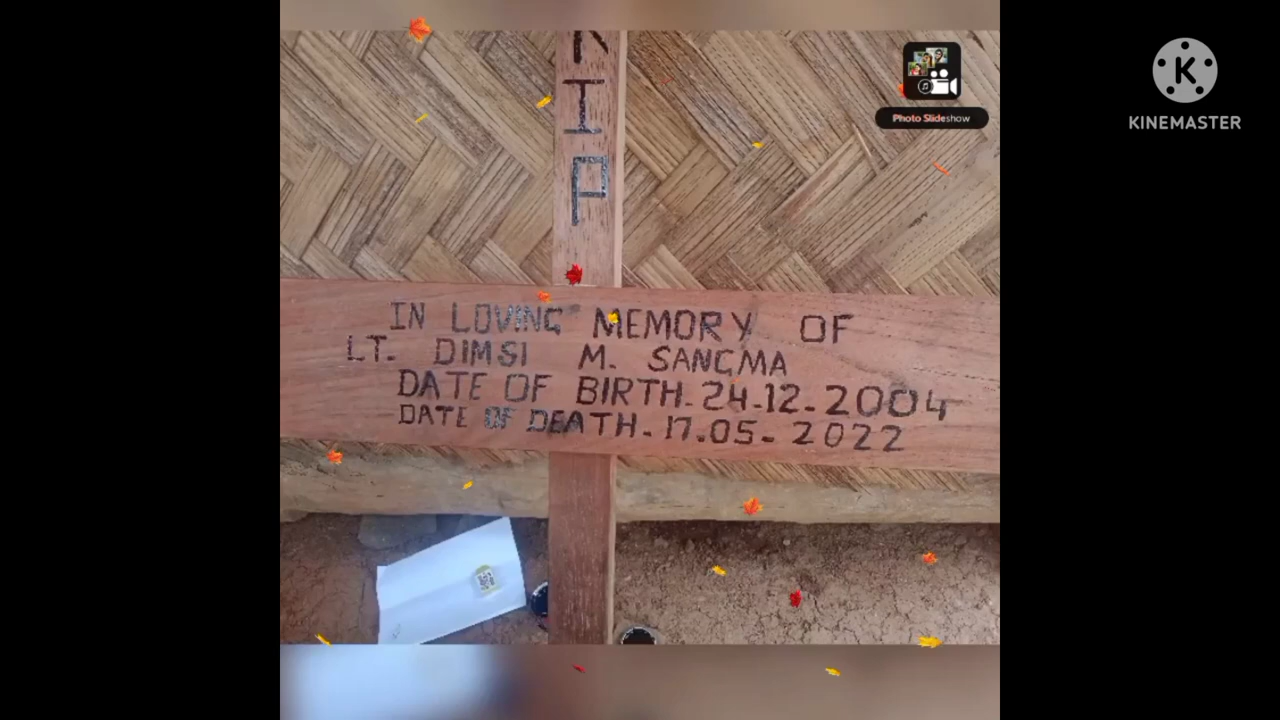 R
I
P
IN LOVING MEMORY OF
LT. DIMSI M. SANGMA
DATE OF BIRTH. 24.12.2004
DATE OF DEATH. 17.05. 2022
Photo Slideshow
KINEMASTER